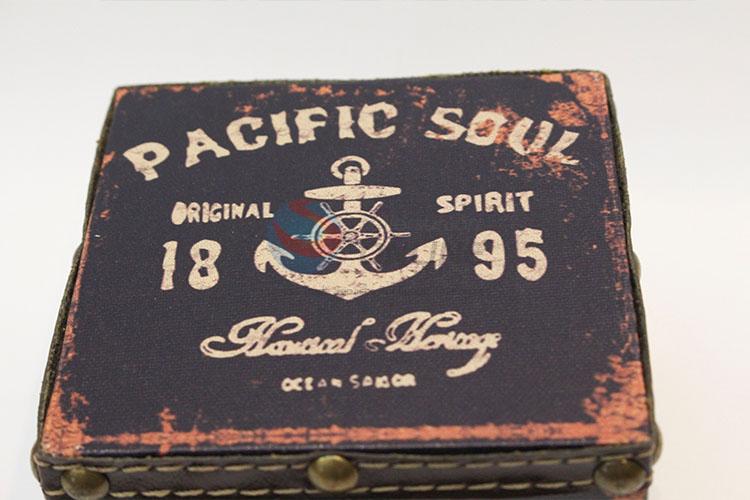 PACIFIC SOUL
ORIGINAL SPIRIT
18 95
Nautical Heritage
OCEAN SAILOR